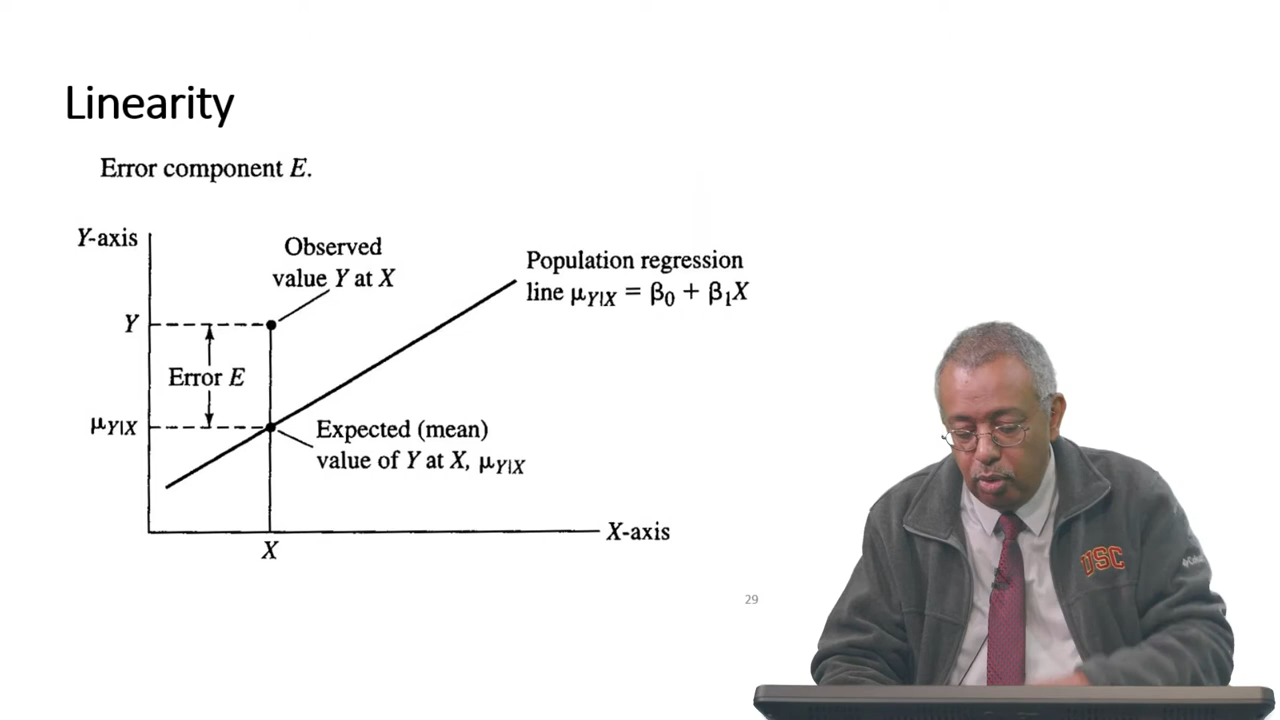 Linearity
Error component E.
Y-axis
Observed
value Y at X
Population regression
line μY|X = β0 + β1X
Y
Error E
μY|X
Expected (mean)
value of Y at X, μY|X
X-axis
X
29
USC